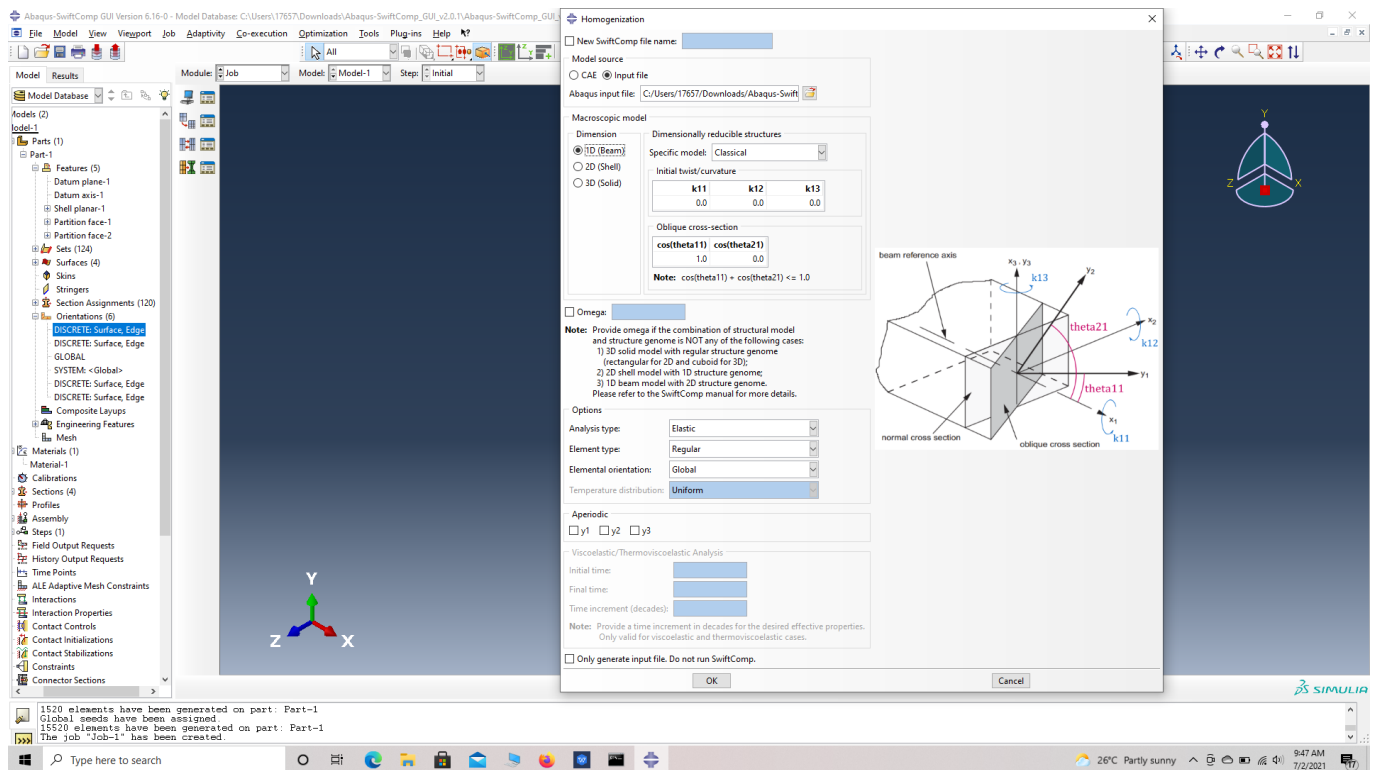 Abaqus-SwiftComp GUI Version 6.16-0 - Model Database: C:\Users\17657\Downloads\Abaqus-SwiftComp_GUI_v2.0.1\Abaqus-SwiftComp_GUI_
File Model View Viewport Job Adaptivity Co-execution Optimization Tools Plug-ins Help
All
Model Results
Module: Job Model: Model-1 Step: Initial
Model Database
Models (2)
lodel-1
Parts (1)
Part-1
Features (5)
Datum plane-1
Datum axis-1
Shell planar-1
Partition face-1
Partition face-2
Sets (124)
Surfaces (4)
Skins
Stringers
Section Assignments (120)
Orientations (6)
DISCRETE: Surface, Edge
DISCRETE: Surface, Edge
GLOBAL
SYSTEM: <Global>
DISCRETE: Surface, Edge
DISCRETE: Surface, Edge
Composite Layups
Engineering Features
Mesh
Materials (1)
Material-1
Calibrations
Sections (4)
Profiles
Assembly
Steps (1)
Field Output Requests
History Output Requests
Time Points
ALE Adaptive Mesh Constraints
Interactions
Interaction Properties
Contact Controls
Contact Initializations
Contact Stabilizations
Constraints
Connector Sections
Y
Z X
Homogenization
New SwiftComp file name:
Model source
CAE Input file
Abaqus input file: C:/Users/17657/Downloads/Abaqus-Swift
Macroscopic model
Dimension
1D (Beam)
2D (Shell)
3D (Solid)
Dimensionally reducible structures
Specific model: Classical
Initial twist/curvature
k11 k12 k13
0.0 0.0 0.0
Oblique cross-section
cos(theta11) cos(theta21)
1.0 0.0
Note: cos(theta11) + cos(theta21) <= 1.0
Omega:
Note: Provide omega if the combination of structural model
and structure genome is NOT any of the following cases:
1) 3D solid model with regular structure genome
(rectangular for 2D and cuboid for 3D);
2) 2D shell model with 1D structure genome;
3) 1D beam model with 2D structure genome.
Please refer to the SwiftComp manual for more details.
Options
Analysis type: Elastic
Element type: Regular
Elemental orientation: Global
Temperature distribution: Uniform
Aperiodic
y1 y2 y3
Viscoelastic/Thermoviscoelastic Analysis
Initial time:
Final time:
Time increment (decades):
Note: Provide a time increment in decades for the desired effective properties.
Only valid for viscoelastic and thermoviscoelastic cases.
Only generate input file. Do not run SwiftComp.
OK Cancel
beam reference axis
x3, y3
k13
y2
theta21
x2
k12
y1
theta11
x1
k11
normal cross section
oblique cross section
Y
Z X
SIMULIA
1520 elements have been generated on part: Part-1
Global seeds have been assigned.
15520 elements have been generated on part: Part-1
The job "Job-1" has been created.
Type here to search
26°C Partly sunny
9:47 AM
7/2/2021